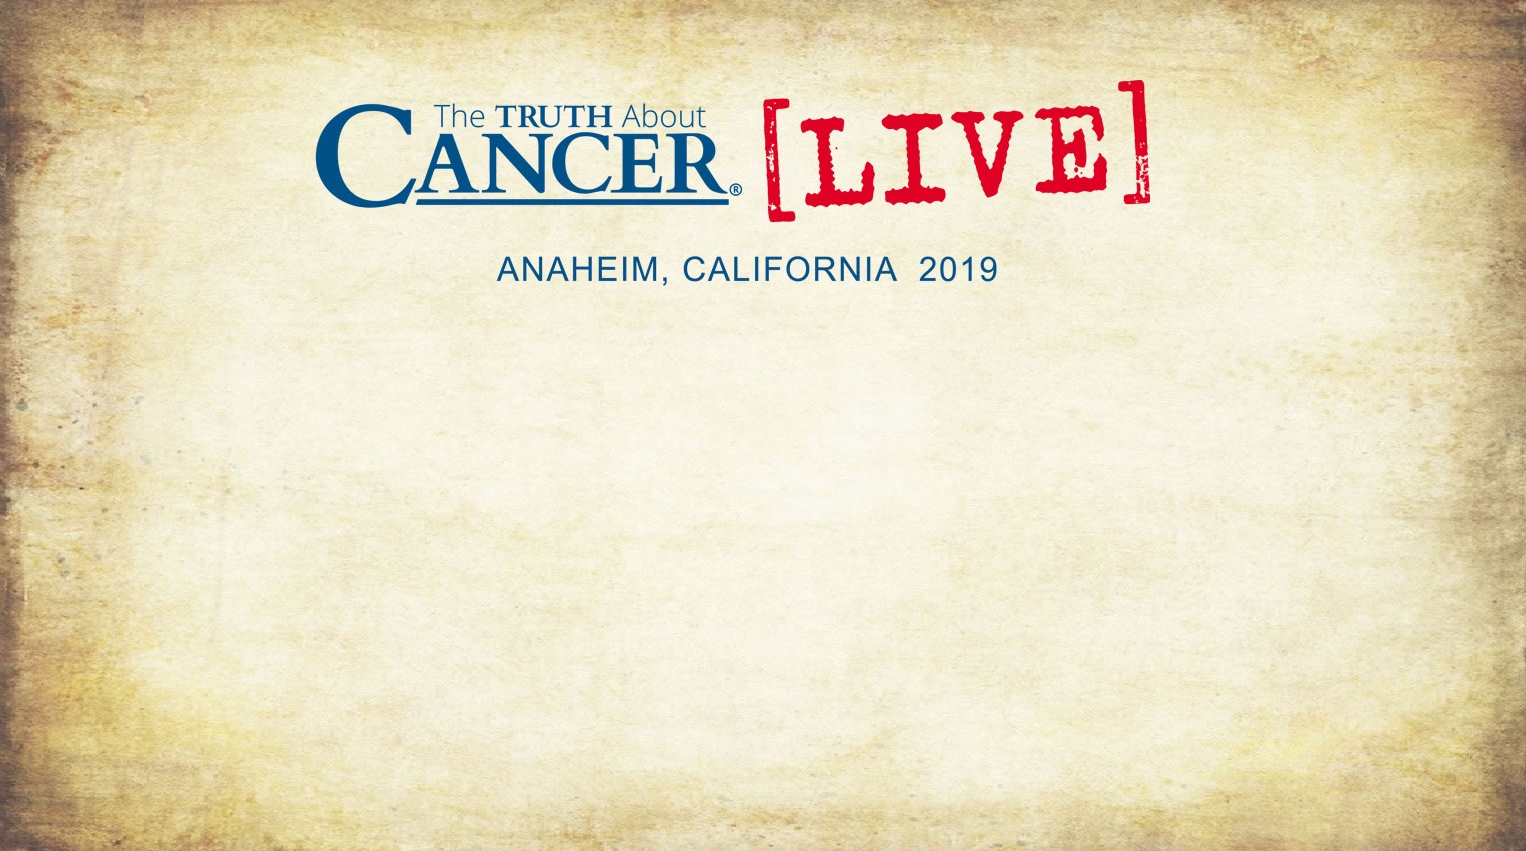 The TRUTH About
CANCER® [LIVE]
ANAHEIM, CALIFORNIA 2019